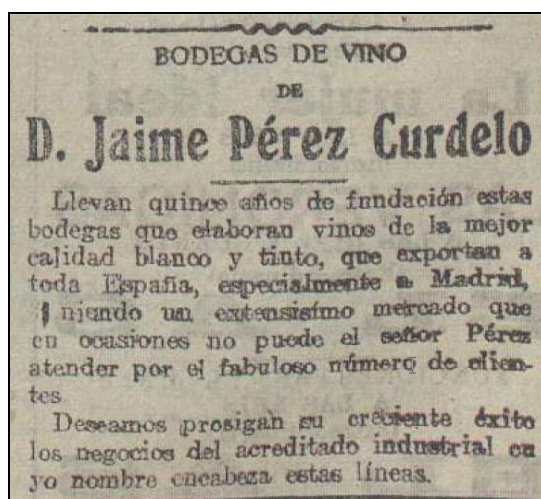 BODEGAS DE VINO
DE
D. Jaime Pérez Curdelo
Llevan quince años de fundación estas
bodegas que elaboran vinos de la mejor
calidad blanco y tinto, que exportan a
toda España, especialmente a Madrid,
niendo un extensísimo mercado que
en ocasiones no puede el señor Pérez
atender por el fabuloso número de clien-
tes
Deseamos prosigan su creciente éxito
los negocios del acreditado industrial cu
yo nombre encabeza estas líneas.